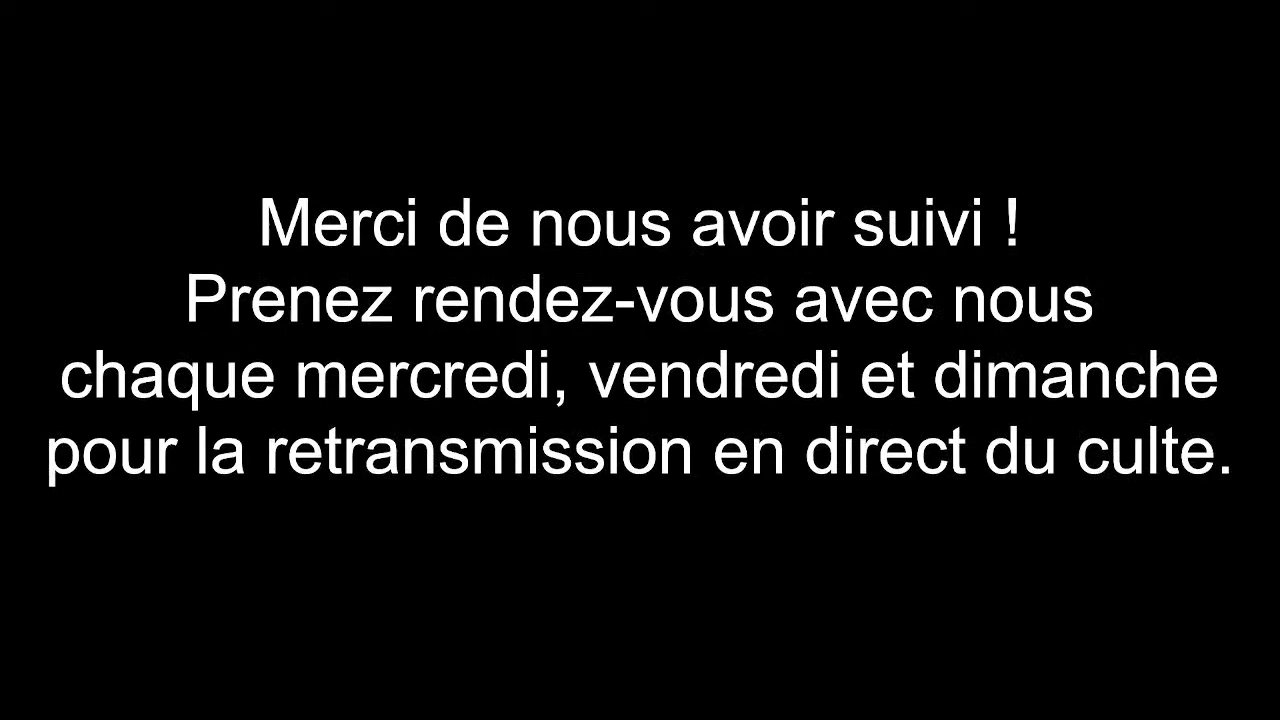 Merci de nous avoir suivi !
Prenez rendez-vous avec nous
chaque mercredi, vendredi et dimanche
pour la retransmission en direct du culte.